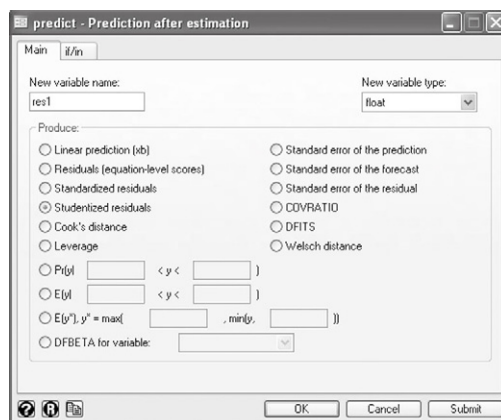 predict - Prediction after estimation
Main if/in
New variable name: New variable type:
res1 float
Produce:
Linear prediction (xb) Standard error of the prediction
Residuals (equation-level scores) Standard error of the forecast
Standardized residuals Standard error of the residual
Studentized residuals COVRATIO
Cook's distance DFITS
Leverage Welsch distance
Pr(y| < y < )
E(y| < y < )
E(y*), y* = max( , min(y, ))
DFBETA for variable:
? R OK Cancel Submit